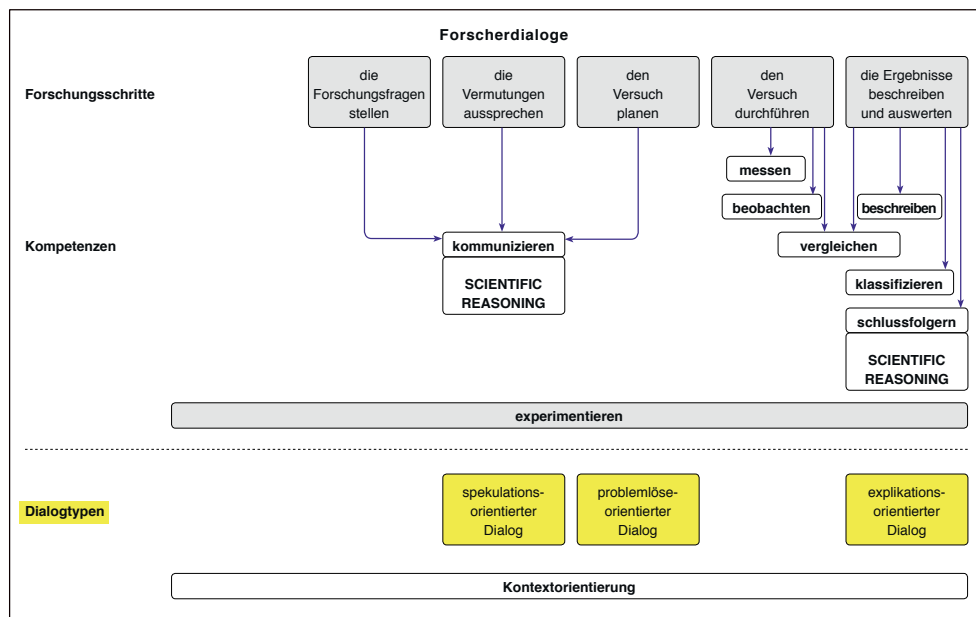 Forscherdialoge
Forschungsschritte
die
Forschungsfragen
stellen
die
Vermutungen
aussprechen
den
Versuch
planen
den
Versuch
durchführen
die Ergebnisse
beschreiben
und auswerten
Kompetenzen
messen
beobachten
beschreiben
kommunizieren
vergleichen
SCIENTIFIC
REASONING
klassifizieren
schlussfolgern
SCIENTIFIC
REASONING
experimentieren
Dialogtypen
spekulations-
orientierter
Dialog
problemlöse-
orientierter
Dialog
explikations-
orientierter
Dialog
Kontextorientierung